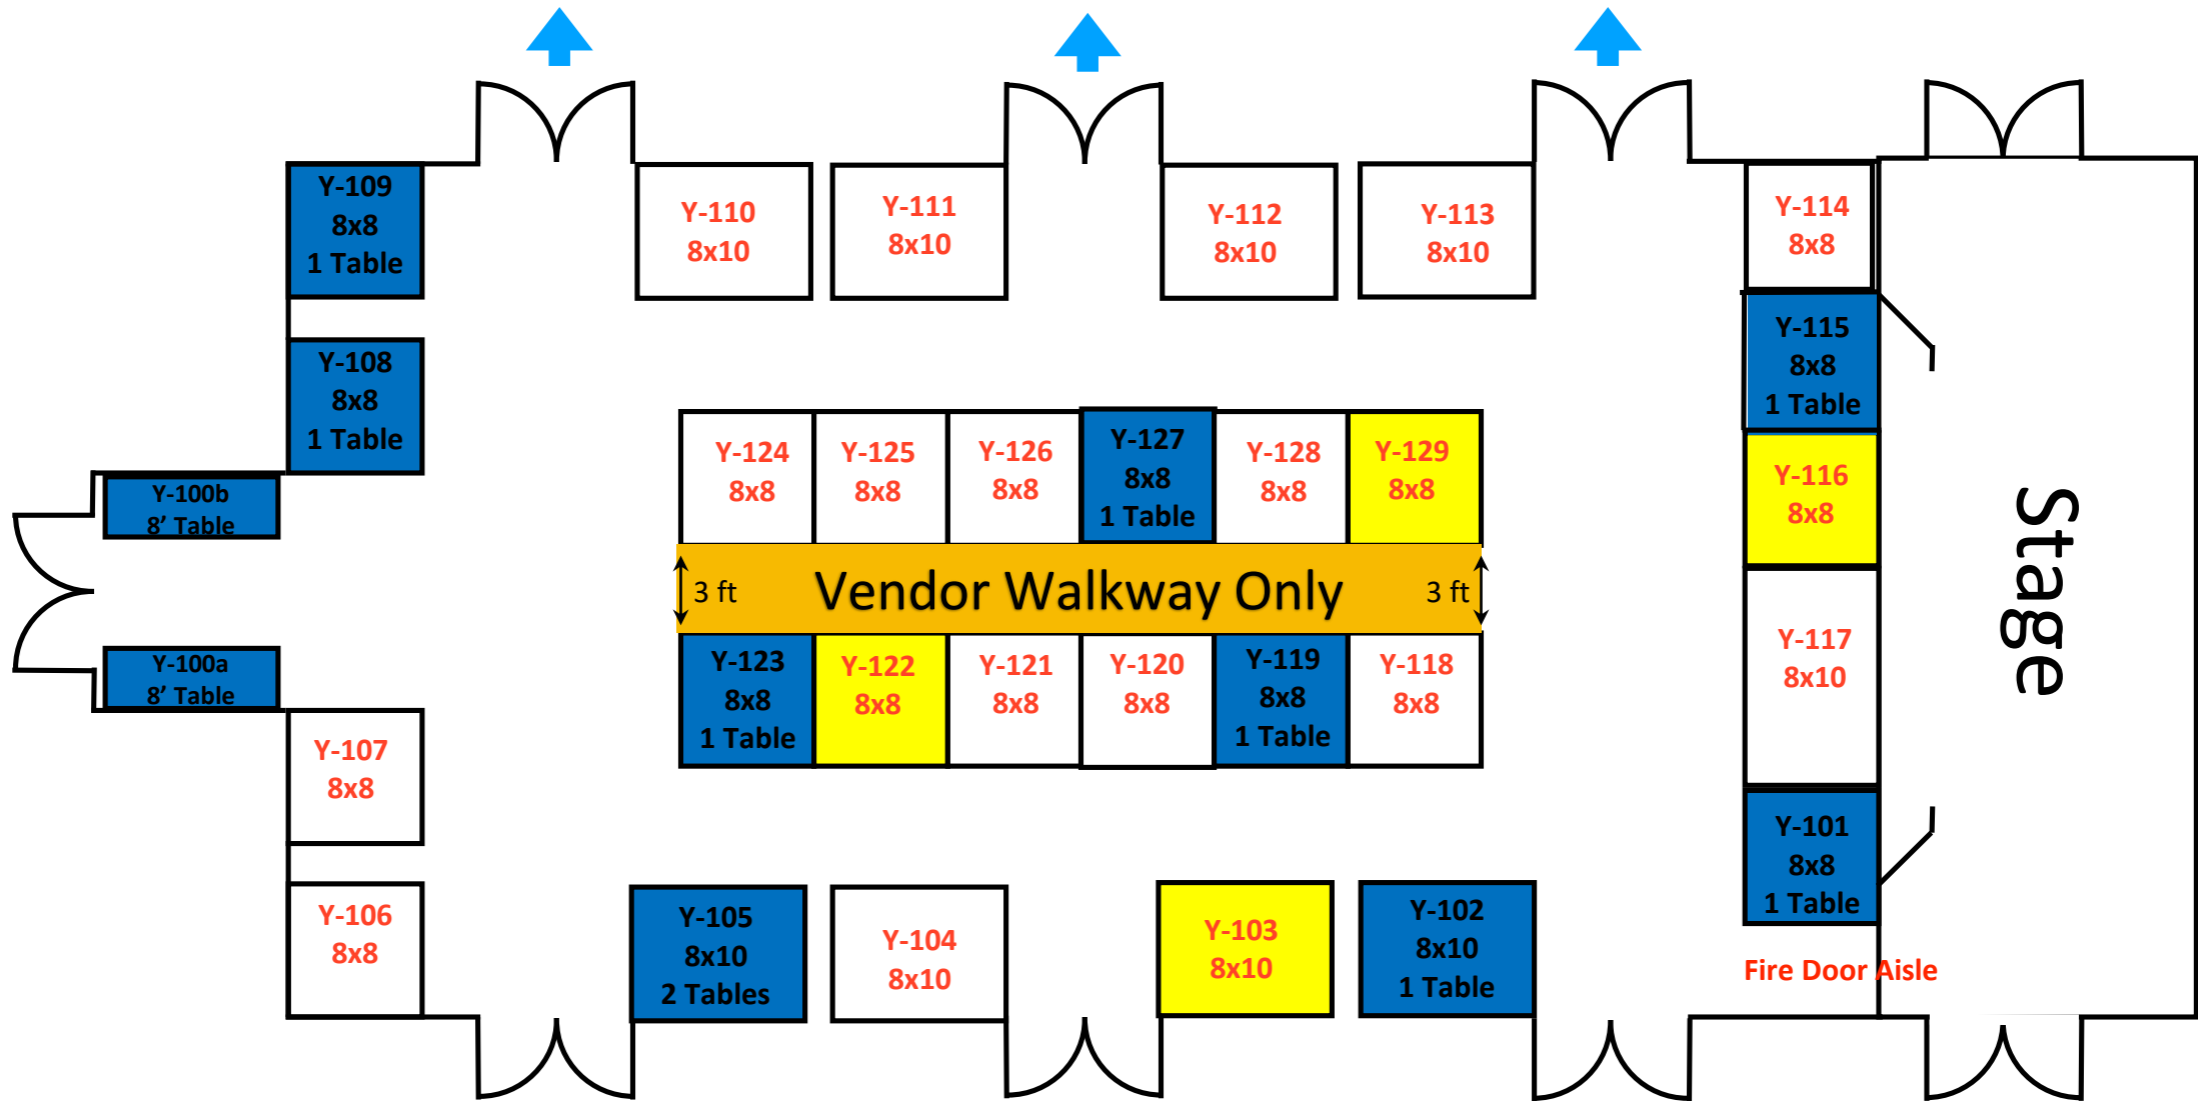 Y-109
8x8
1 Table
Y-110
8x10
Y-111
8x10
Y-112
8x10
Y-113
8x10
Y-114
8x8
Y-108
8x8
1 Table
Y-115
8x8
1 Table
Y-124
8x8
Y-125
8x8
Y-126
8x8
Y-127
8x8
1 Table
Y-128
8x8
Y-129
8x8
Y-116
8x8
Y-100b
8’ Table
3 ft
Vendor Walkway Only
3 ft
Stage
Y-100a
8’ Table
Y-123
8x8
1 Table
Y-122
8x8
Y-121
8x8
Y-120
8x8
Y-119
8x8
1 Table
Y-118
8x8
Y-117
8x10
Y-107
8x8
Y-101
8x8
1 Table
Y-106
8x8
Y-105
8x10
2 Tables
Y-104
8x10
Y-103
8x10
Y-102
8x10
1 Table
Fire Door Aisle